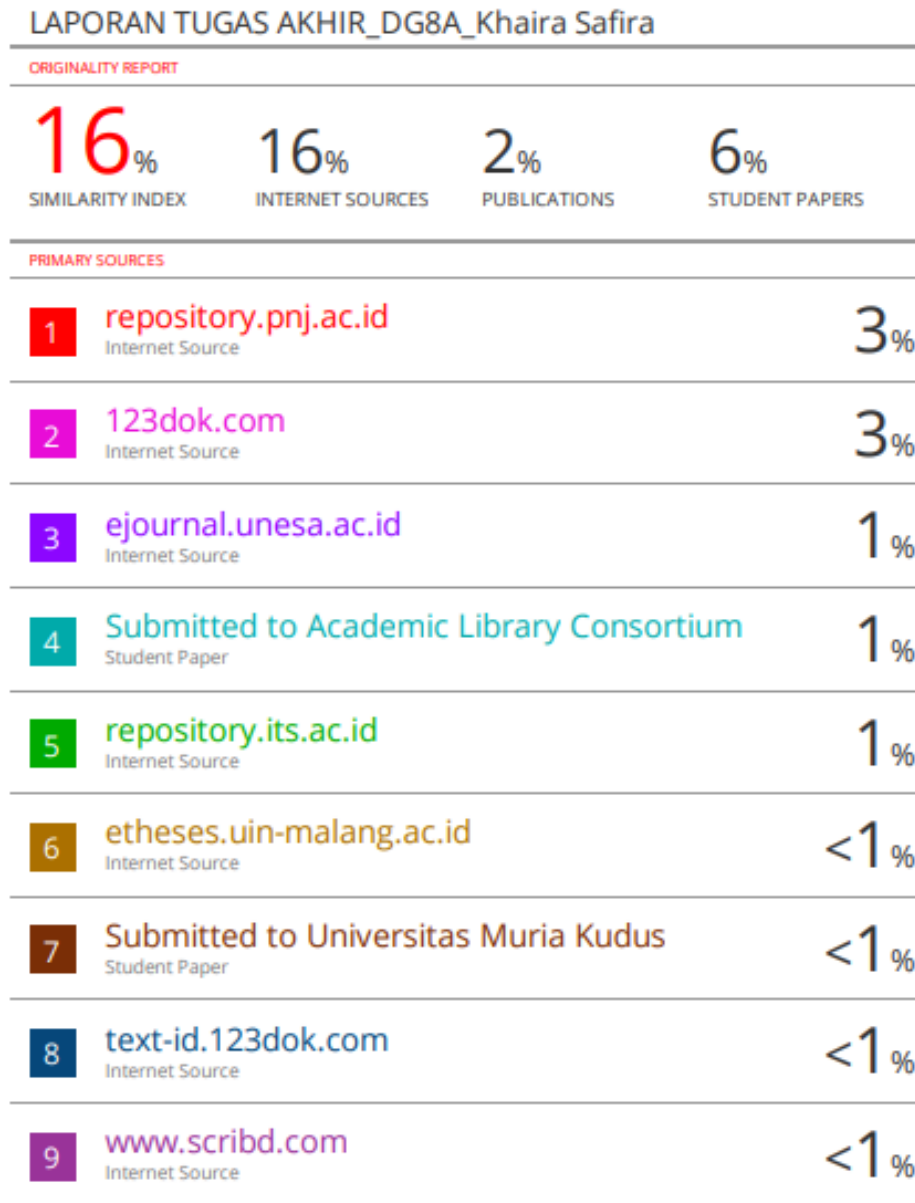 LAPORAN TUGAS AKHIR_DG8A_Khaira Safira
ORIGINALITY REPORT
16% 16% 2% 6%
SIMILARITY INDEX INTERNET SOURCES PUBLICATIONS STUDENT PAPERS
PRIMARY SOURCES
1 repository.pnj.ac.id 3%
Internet Source
2 123dok.com 3%
Internet Source
3 ejournal.unesa.ac.id 1%
Internet Source
4 Submitted to Academic Library Consortium 1%
Student Paper
5 repository.its.ac.id 1%
Internet Source
6 etheses.uin-malang.ac.id <1%
Internet Source
7 Submitted to Universitas Muria Kudus <1%
Student Paper
8 text-id.123dok.com <1%
Internet Source
9 www.scribd.com <1%
Internet Source